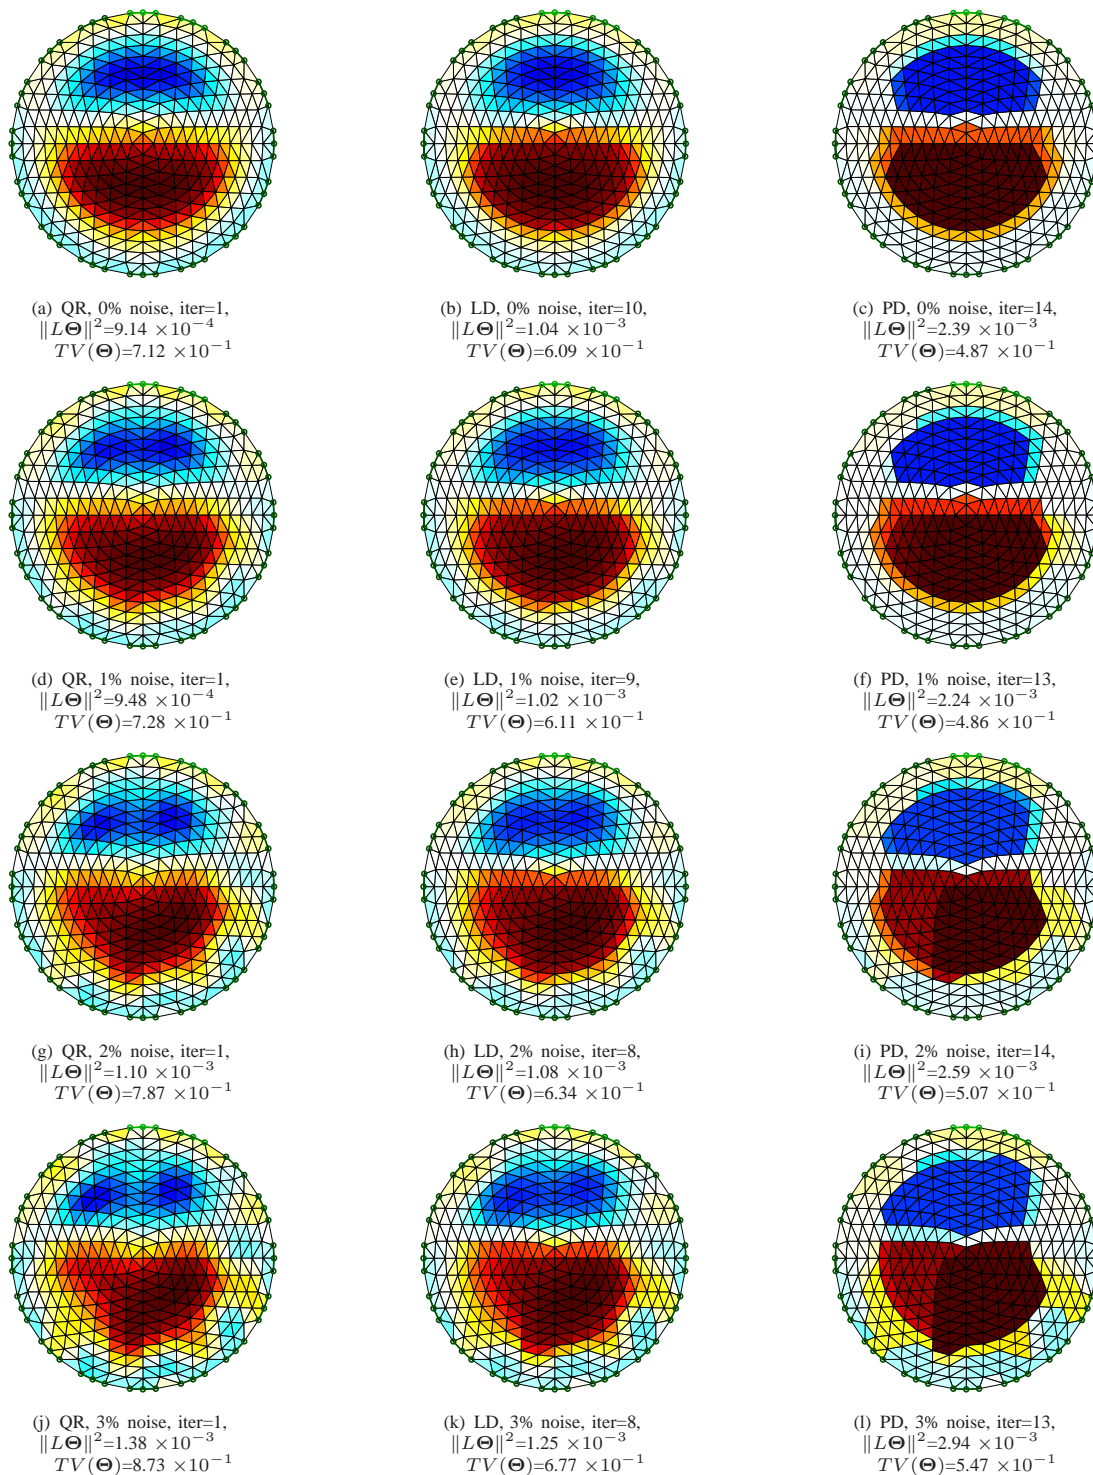 (a) QR, 0% noise, iter=1,
‖LΘ‖²=9.14 ×10⁻⁴
TV(Θ)=7.12 ×10⁻¹
(b) LD, 0% noise, iter=10,
‖LΘ‖²=1.04 ×10⁻³
TV(Θ)=6.09 ×10⁻¹
(c) PD, 0% noise, iter=14,
‖LΘ‖²=2.39 ×10⁻³
TV(Θ)=4.87 ×10⁻¹
(d) QR, 1% noise, iter=1,
‖LΘ‖²=9.48 ×10⁻⁴
TV(Θ)=7.28 ×10⁻¹
(e) LD, 1% noise, iter=9,
‖LΘ‖²=1.02 ×10⁻³
TV(Θ)=6.11 ×10⁻¹
(f) PD, 1% noise, iter=13,
‖LΘ‖²=2.24 ×10⁻³
TV(Θ)=4.86 ×10⁻¹
(g) QR, 2% noise, iter=1,
‖LΘ‖²=1.10 ×10⁻³
TV(Θ)=7.87 ×10⁻¹
(h) LD, 2% noise, iter=8,
‖LΘ‖²=1.08 ×10⁻³
TV(Θ)=6.34 ×10⁻¹
(i) PD, 2% noise, iter=14,
‖LΘ‖²=2.59 ×10⁻³
TV(Θ)=5.07 ×10⁻¹
(j) QR, 3% noise, iter=1,
‖LΘ‖²=1.38 ×10⁻³
TV(Θ)=8.73 ×10⁻¹
(k) LD, 3% noise, iter=8,
‖LΘ‖²=1.25 ×10⁻³
TV(Θ)=6.77 ×10⁻¹
(l) PD, 3% noise, iter=13,
‖LΘ‖²=2.94 ×10⁻³
TV(Θ)=5.47 ×10⁻¹